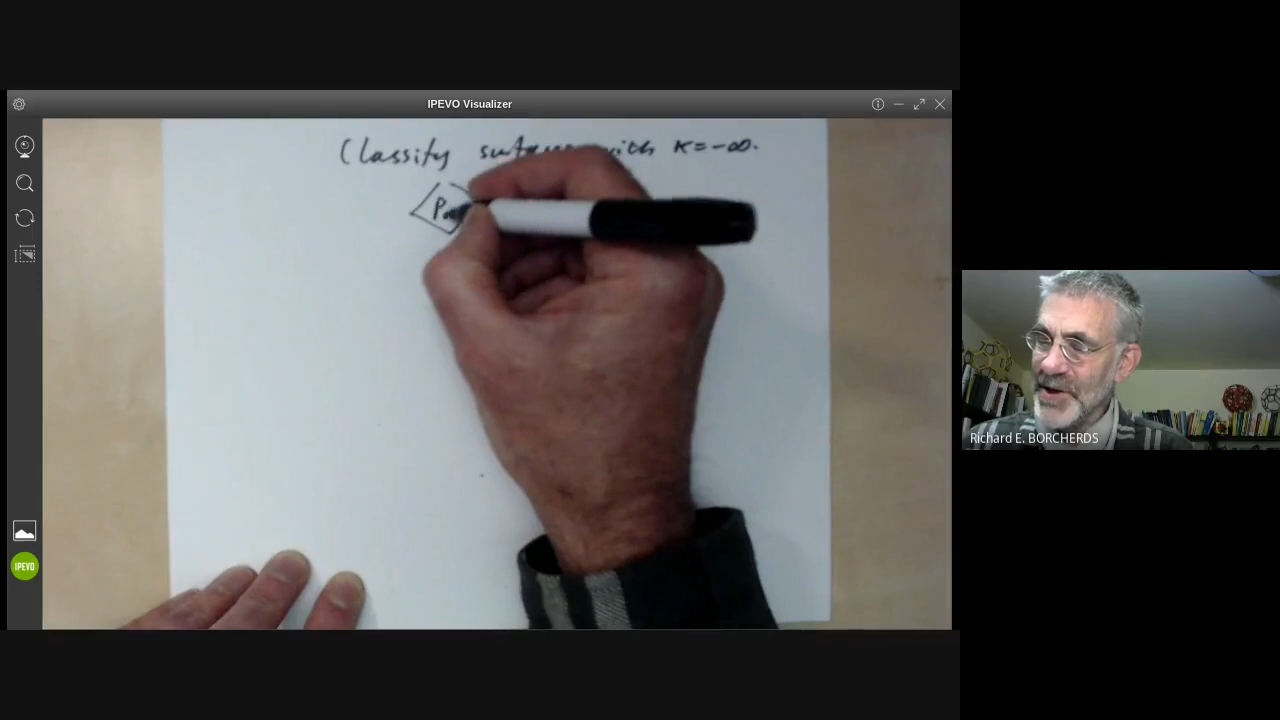 IPEVO Visualizer
Classify with κ=-∞.
IPEVO
Richard E. BORCHERDS